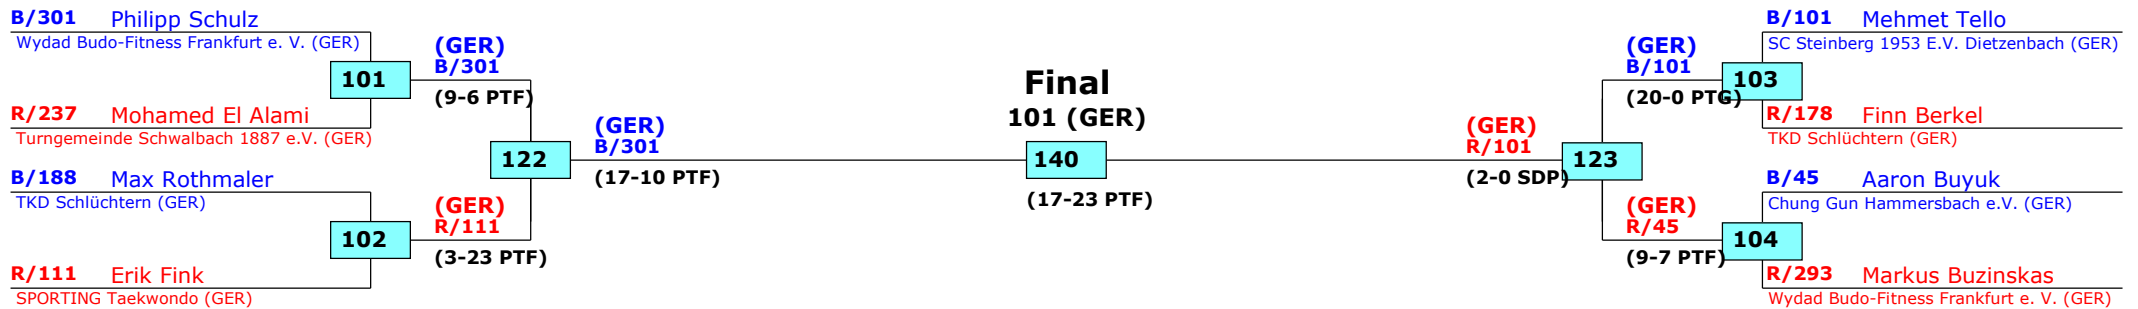 B/301 Philipp Schulz
Wydad Budo-Fitness Frankfurt e. V. (GER)
101
R/237 Mohamed El Alami
Turngemeinde Schwalbach 1887 e.V. (GER)
B/188 Max Rothmaler
TKD Schlüchtern (GER)
102
R/111 Erik Fink
SPORTING Taekwondo (GER)
(GER)
B/301
(9-6 PTF)
122
(GER)
R/111
(3-23 PTF)
(GER)
B/301
(17-10 PTF)
Final
101 (GER)
140
(17-23 PTF)
(GER)
R/101
(2-0 SDP)
123
(GER)
B/101
(20-0 PTG)
(GER)
R/45
(9-7 PTF)
B/101 Mehmet Tello
SC Steinberg 1953 E.V. Dietzenbach (GER)
103
R/178 Finn Berkel
TKD Schlüchtern (GER)
B/45 Aaron Buyuk
Chung Gun Hammersbach e.V. (GER)
104
R/293 Markus Buzinskas
Wydad Budo-Fitness Frankfurt e. V. (GER)